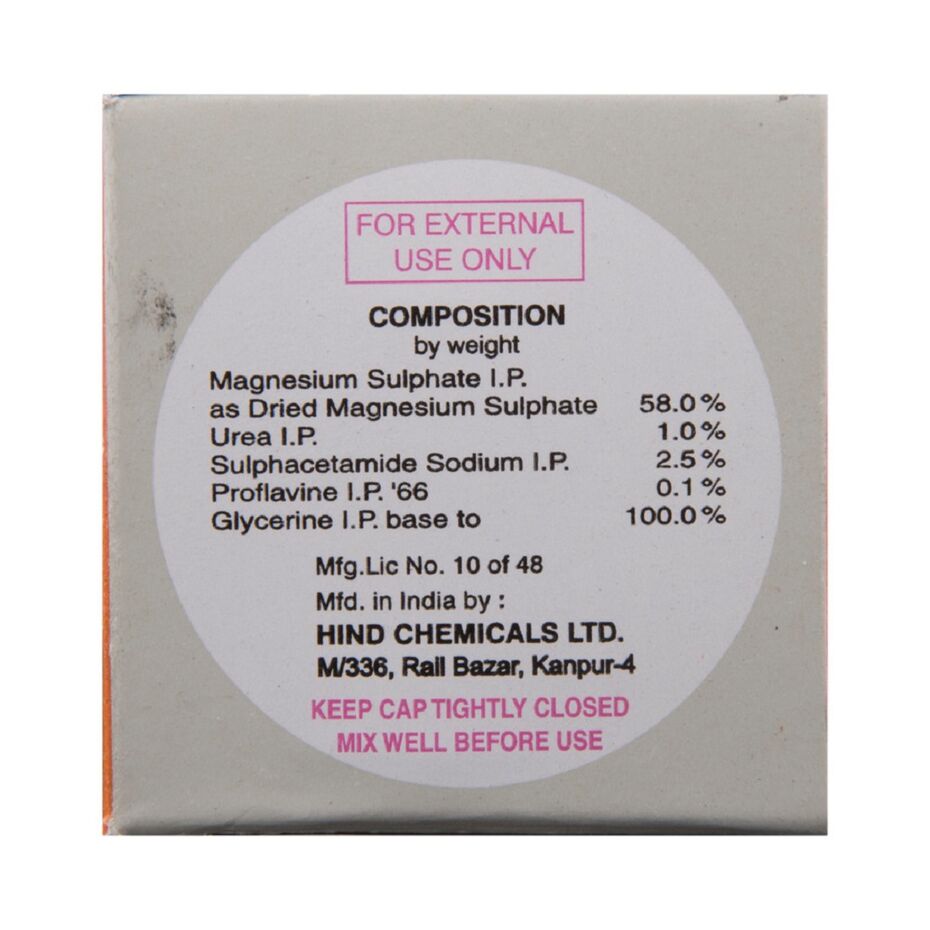 FOR EXTERNAL
USE ONLY
COMPOSITION
by weight
Magnesium Sulphate I.P.
as Dried Magnesium Sulphate 58.0%
Urea I.P. 1.0%
Sulphacetamide Sodium I.P. 2.5%
Proflavine I.P. '66 0.1%
Glycerine I.P. base to 100.0%
Mfg.Lic No. 10 of 48
Mfd. in India by :
HIND CHEMICALS LTD.
M/336, Rail Bazar, Kanpur-4
KEEP CAP TIGHTLY CLOSED
MIX WELL BEFORE USE